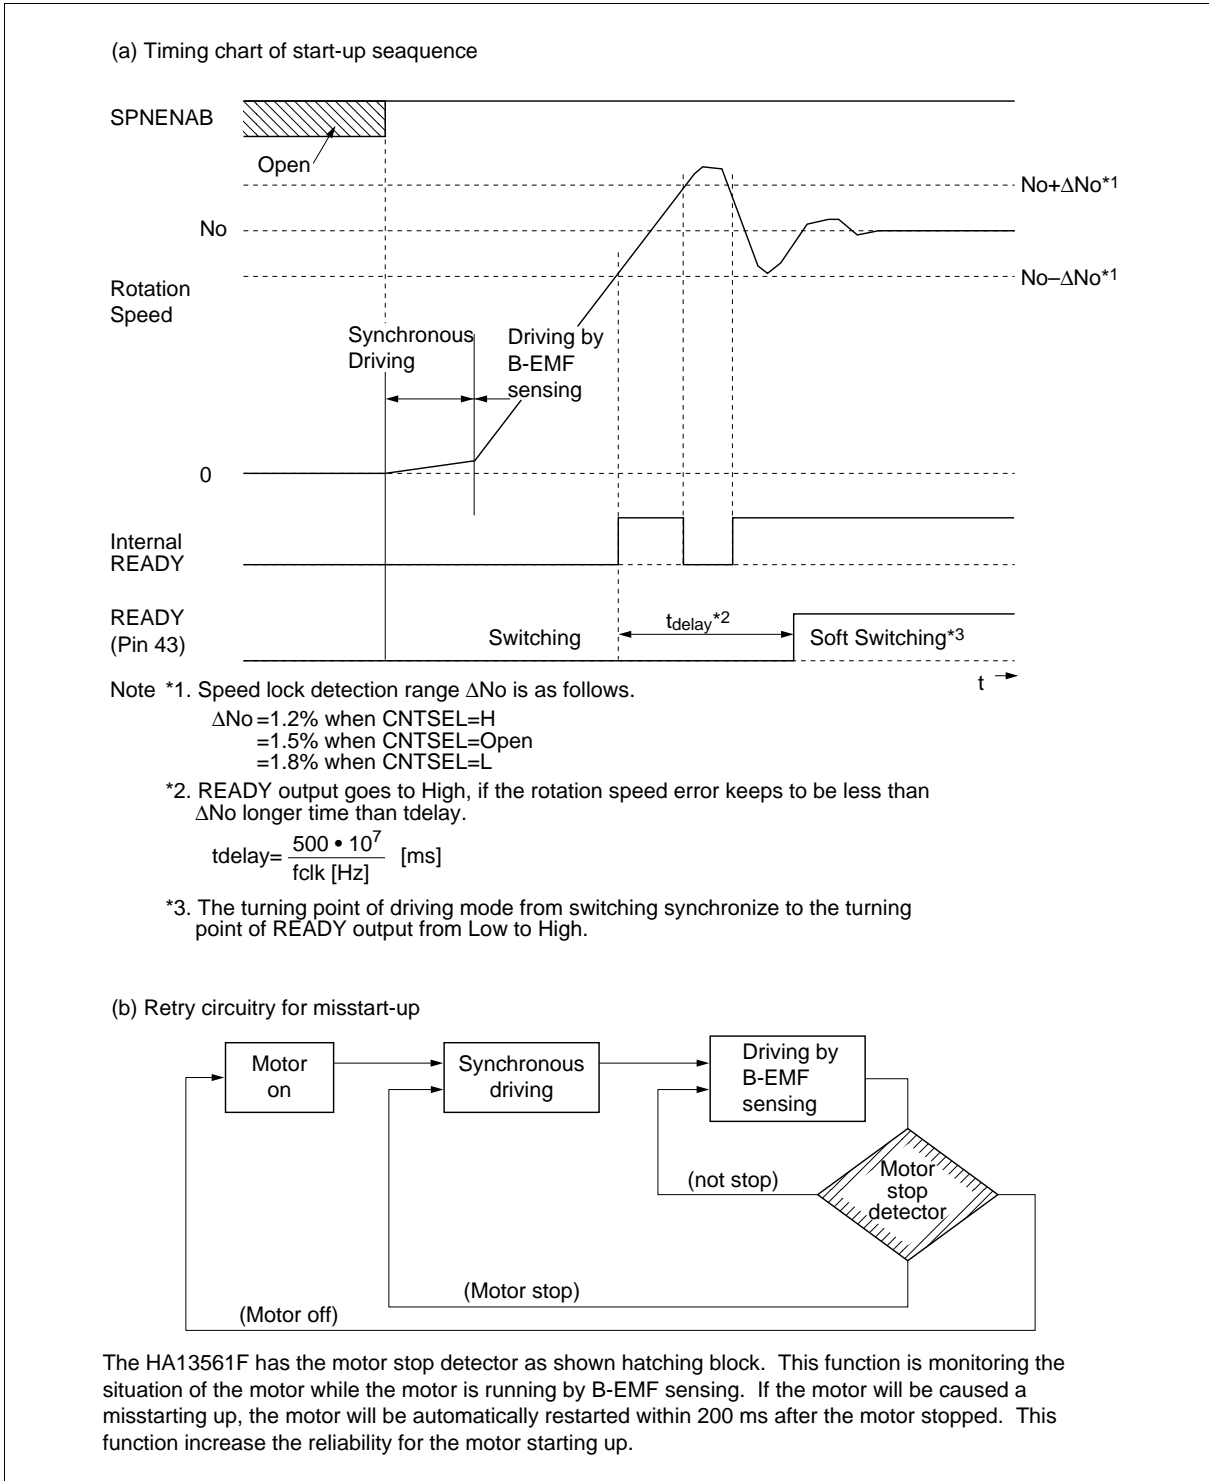 (a) Timing chart of start-up seaquence
SPNENAB
Open
No+ΔNo*1
No
No–ΔNo*1
Rotation
Speed
Synchronous
Driving
Driving by
B-EMF
sensing
0
Internal
READY
READY
(Pin 43)
Switching
tdelay*2
Soft Switching*3
t
Note *1. Speed lock detection range ΔNo is as follows.
ΔNo =1.2% when CNTSEL=H
=1.5% when CNTSEL=Open
=1.8% when CNTSEL=L
*2. READY output goes to High, if the rotation speed error keeps to be less than
ΔNo longer time than tdelay.
tdelay= 500 • 10^7 / fclk [Hz] [ms]
*3. The turning point of driving mode from switching synchronize to the turning
point of READY output from Low to High.
(b) Retry circuitry for misstart-up
Motor
on
Synchronous
driving
Driving by
B-EMF
sensing
(not stop)
Motor
stop
detector
(Motor stop)
(Motor off)
The HA13561F has the motor stop detector as shown hatching block. This function is monitoring the
situation of the motor while the motor is running by B-EMF sensing. If the motor will be caused a
misstarting up, the motor will be automatically restarted within 200 ms after the motor stopped. This
function increase the reliability for the motor starting up.